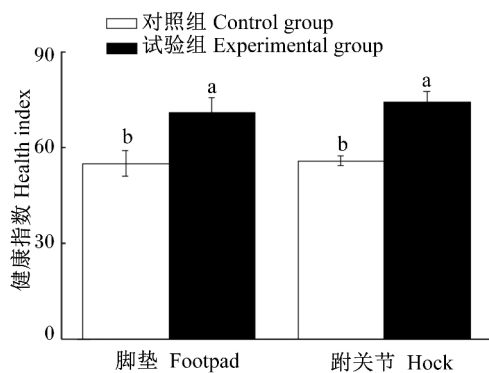 对照组 Control group
试验组 Experimental group
健康指数 Health index
90
60
30
0
b
a
b
a
脚垫 Footpad
跗关节 Hock